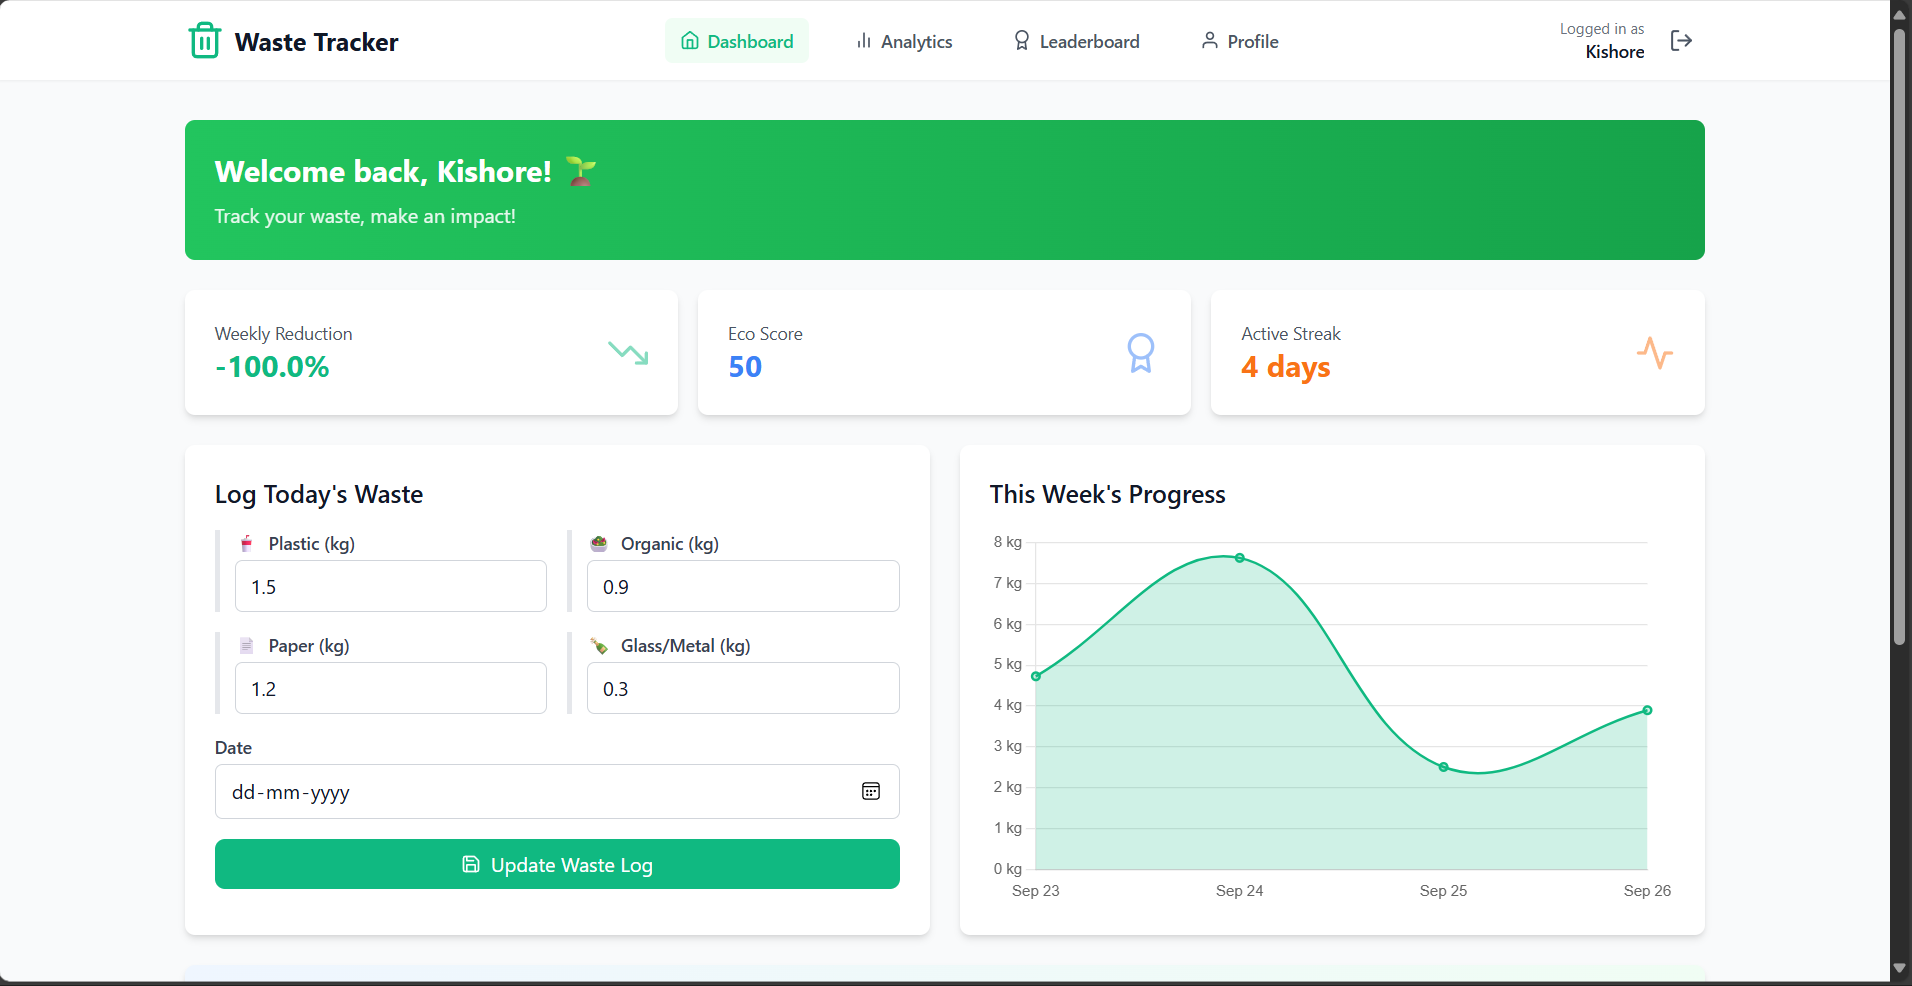 Waste Tracker
Dashboard
Analytics
Leaderboard
Profile
Logged in as
Kishore
Welcome back, Kishore! 🌱
Track your waste, make an impact!
Weekly Reduction
-100.0%
Eco Score
50
Active Streak
4 days
Log Today's Waste
Plastic (kg)
1.5
Organic (kg)
0.9
Paper (kg)
1.2
Glass/Metal (kg)
0.3
Date
dd-mm-yyyy
Update Waste Log
This Week's Progress
8 kg
7 kg
6 kg
5 kg
4 kg
3 kg
2 kg
1 kg
0 kg
Sep 23
Sep 24
Sep 25
Sep 26